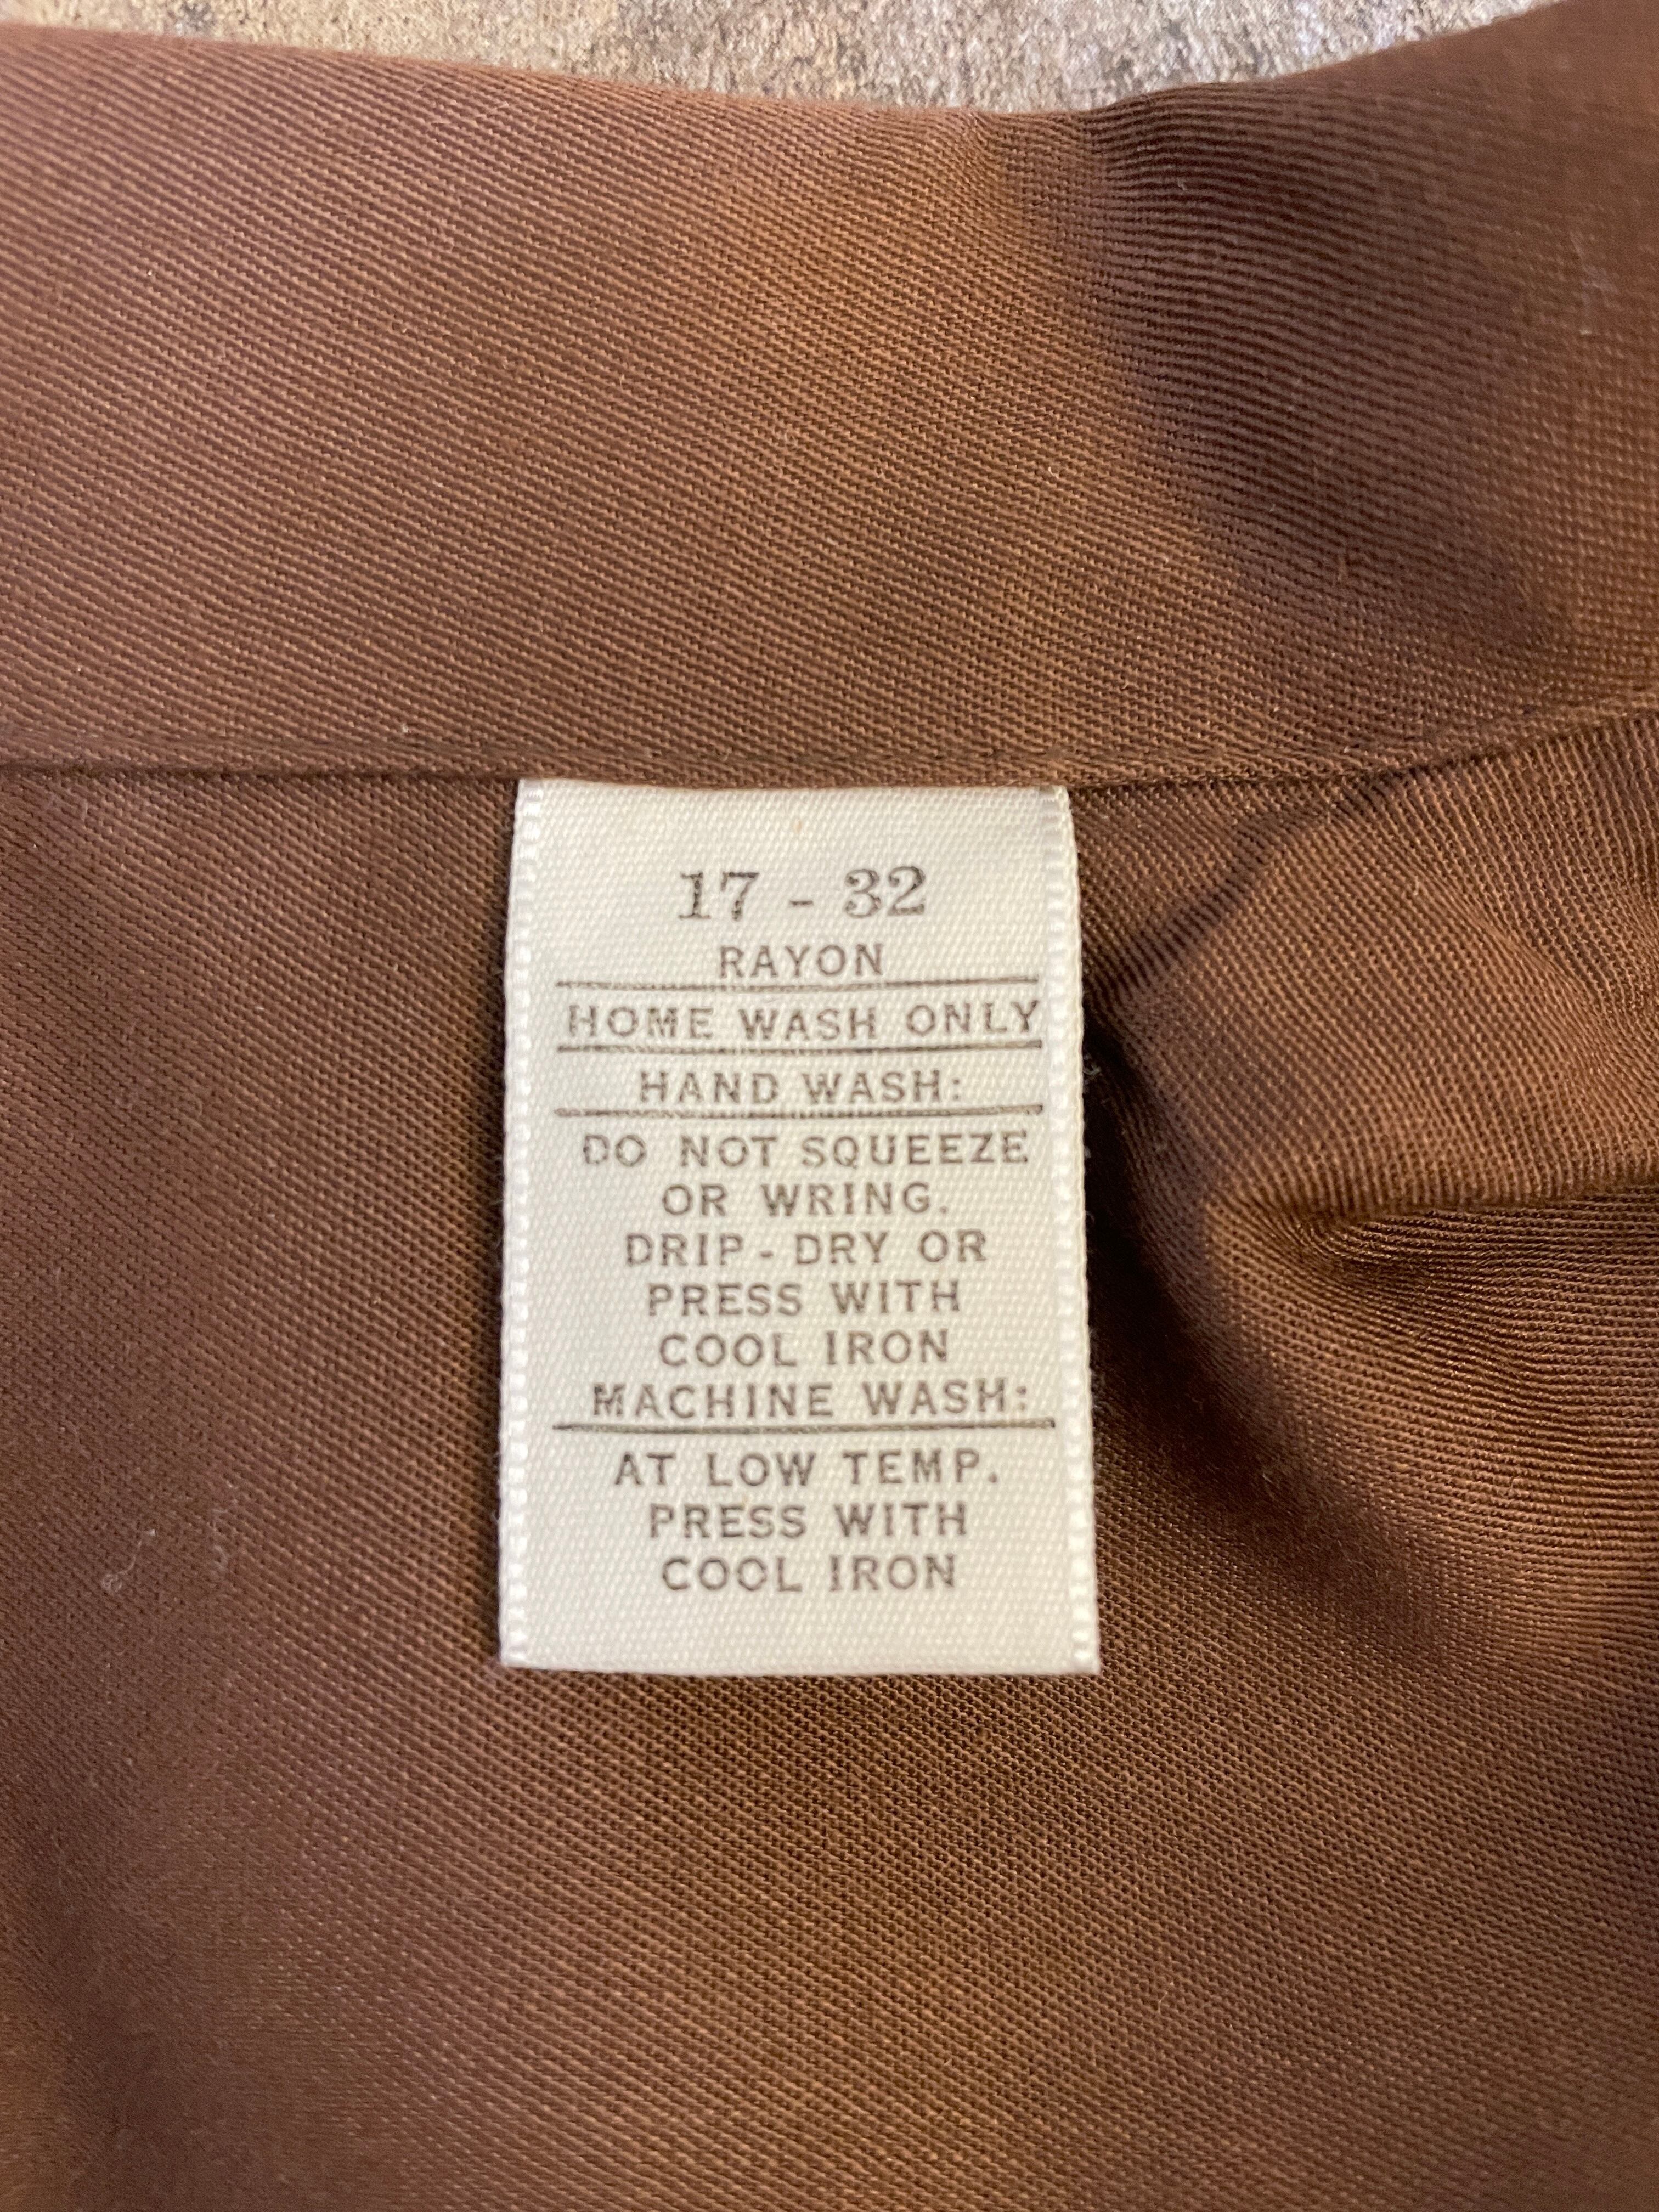 17 - 32
RAYON
HOME WASH ONLY
HAND WASH:
DO NOT SQUEEZE
OR WRING.
DRIP - DRY OR
PRESS WITH
COOL IRON
MACHINE WASH:
AT LOW TEMP.
PRESS WITH
COOL IRON